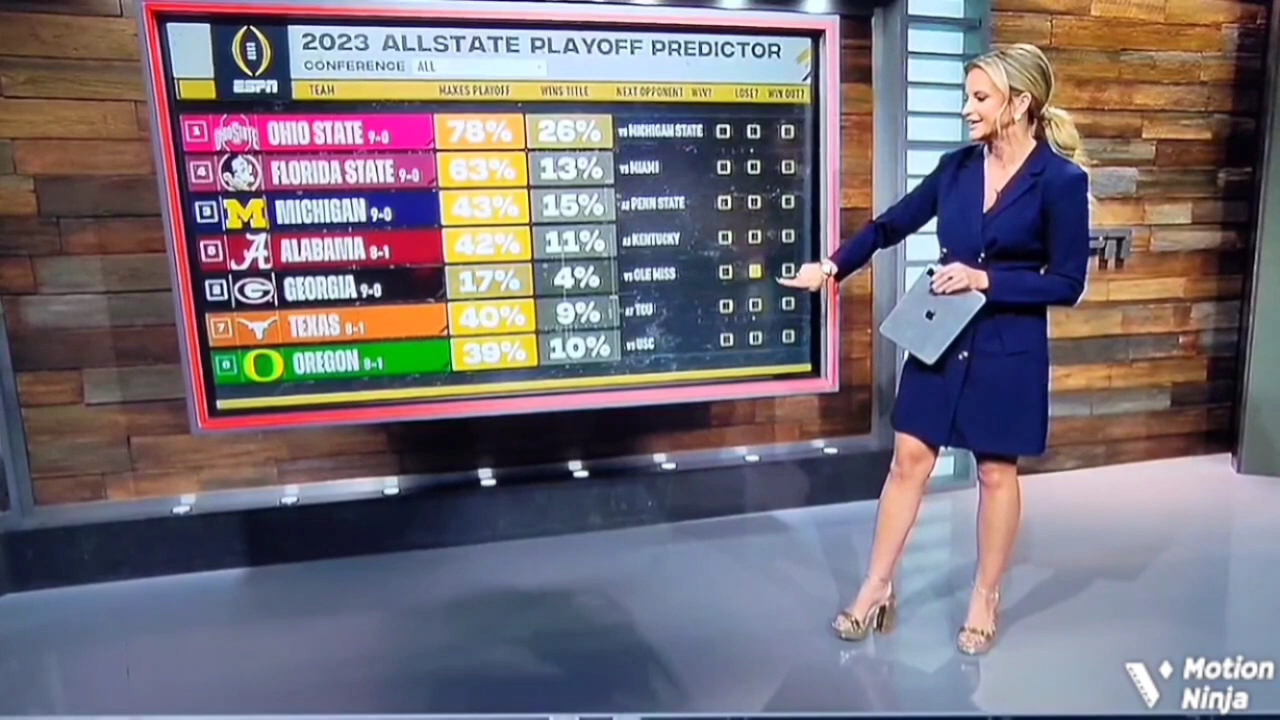 2023 ALLSTATE PLAYOFF PREDICTOR
CONFERENCE ALL
ESPN
TEAM MAKES PLAYOFF WINS TITLE NEXT OPPONENT WIN? LOSE? WIN OUT?
1 OHIO STATE 9-0 78% 26% vs MICHIGAN STATE
4 FLORIDA STATE 9-0 63% 13% vs MIAMI
3 MICHIGAN 9-0 43% 15% at PENN STATE
8 ALABAMA 8-1 42% 11% at KENTUCKY
2 GEORGIA 9-0 17% 4% vs OLE MISS
7 TEXAS 8-1 40% 9% at TCU
6 OREGON 8-1 39% 10% vs USC
Motion
Ninja